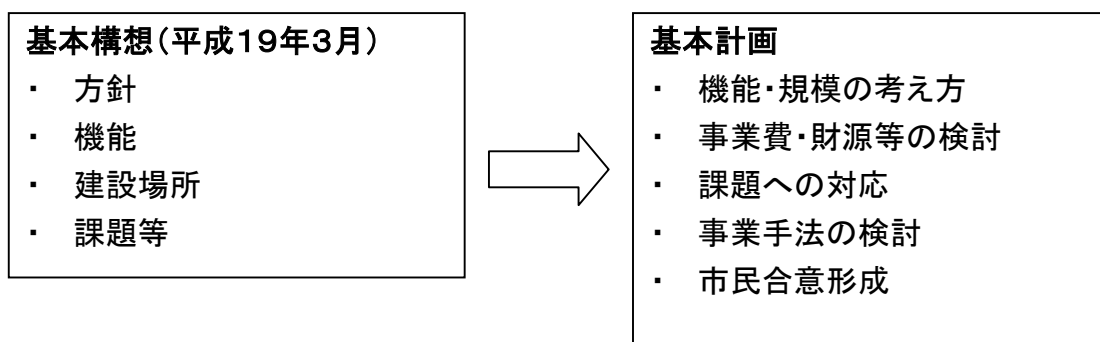 基本構想(平成19年3月)
・ 方針
・ 機能
・ 建設場所
・ 課題等
基本計画
・ 機能・規模の考え方
・ 事業費・財源等の検討
・ 課題への対応
・ 事業手法の検討
・ 市民合意形成